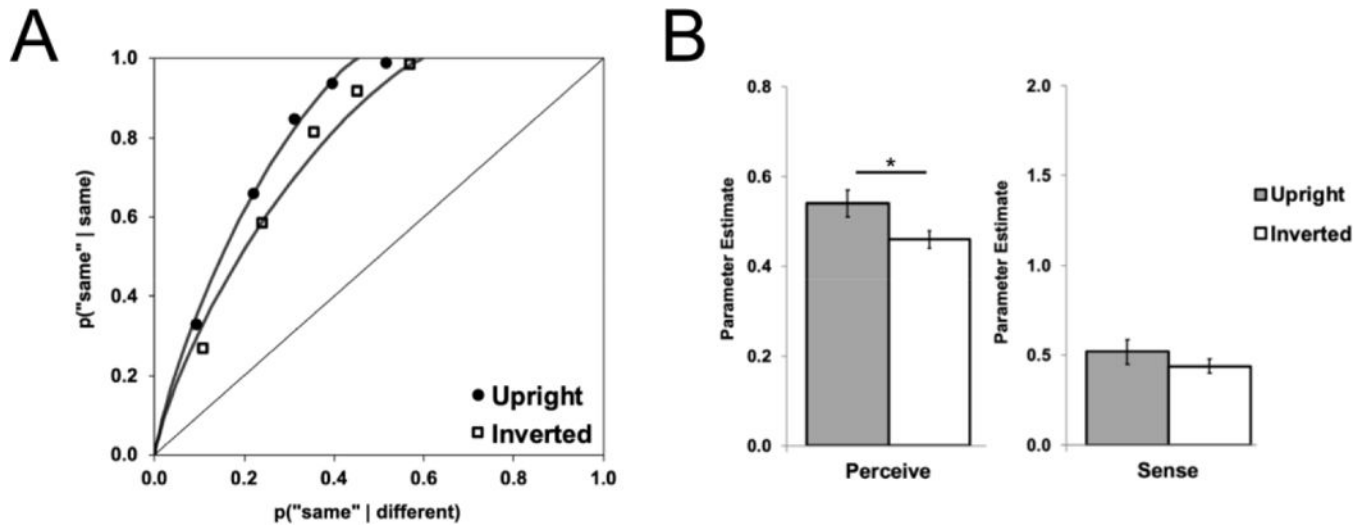 A
1.0
0.8
0.6
0.4
0.2
0.0
p("same" | same)
0.0 0.2 0.4 0.6 0.8 1.0
p("same" | different)
Upright
Inverted
B
0.8
0.6
0.4
0.2
0.0
Parameter Estimate
*
Perceive
2.0
1.5
1.0
0.5
0.0
Parameter Estimate
Sense
Upright
Inverted